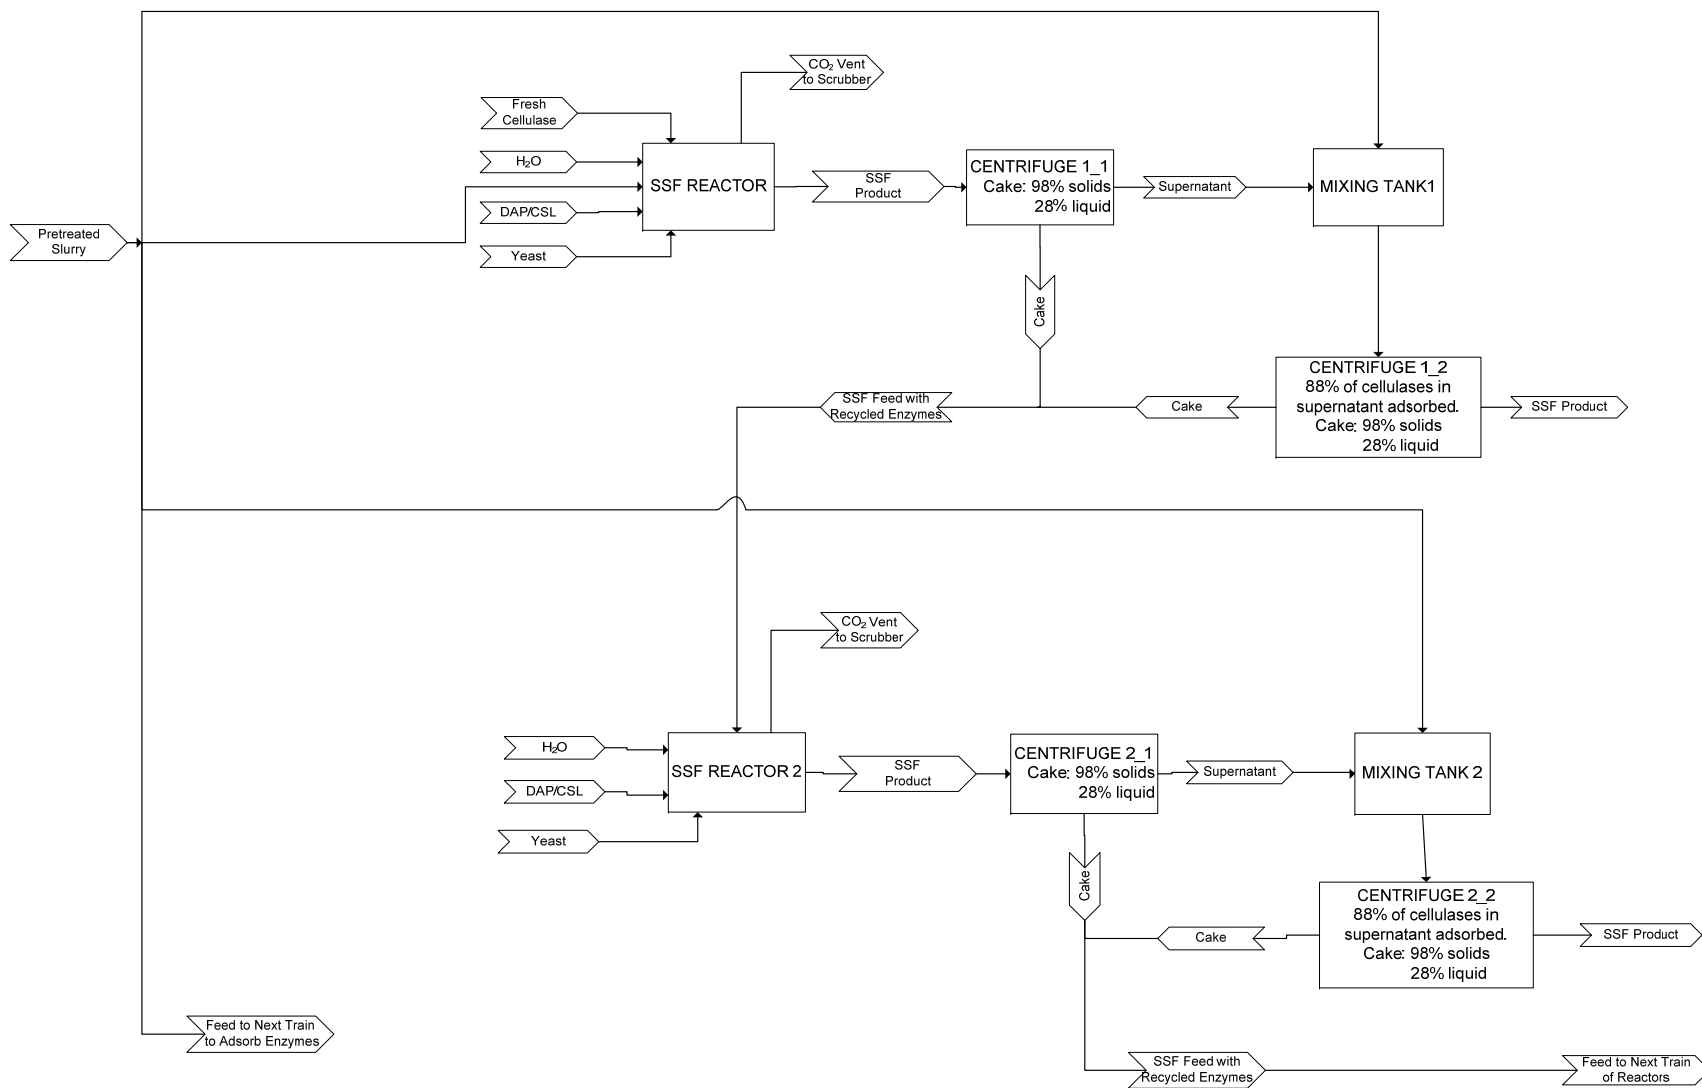 CO₂ Vent
to Scrubber
Fresh
Cellulase
H₂O
SSF REACTOR
SSF
Product
CENTRIFUGE 1_1
Cake: 98% solids
28% liquid
Supernatant
MIXING TANK1
DAP/CSL
Pretreated
Slurry
Yeast
Cake
CENTRIFUGE 1_2
88% of cellulases in
supernatant adsorbed.
Cake: 98% solids
28% liquid
SSF Feed with
Recycled Enzymes
Cake
SSF Product
CO₂ Vent
to Scrubber
H₂O
SSF REACTOR 2
SSF
Product
CENTRIFUGE 2_1
Cake: 98% solids
28% liquid
Supernatant
MIXING TANK 2
DAP/CSL
Yeast
Cake
CENTRIFUGE 2_2
88% of cellulases in
supernatant adsorbed.
Cake: 98% solids
28% liquid
Cake
SSF Product
Feed to Next Train
to Adsorb Enzymes
SSF Feed with
Recycled Enzymes
Feed to Next Train
of Reactors